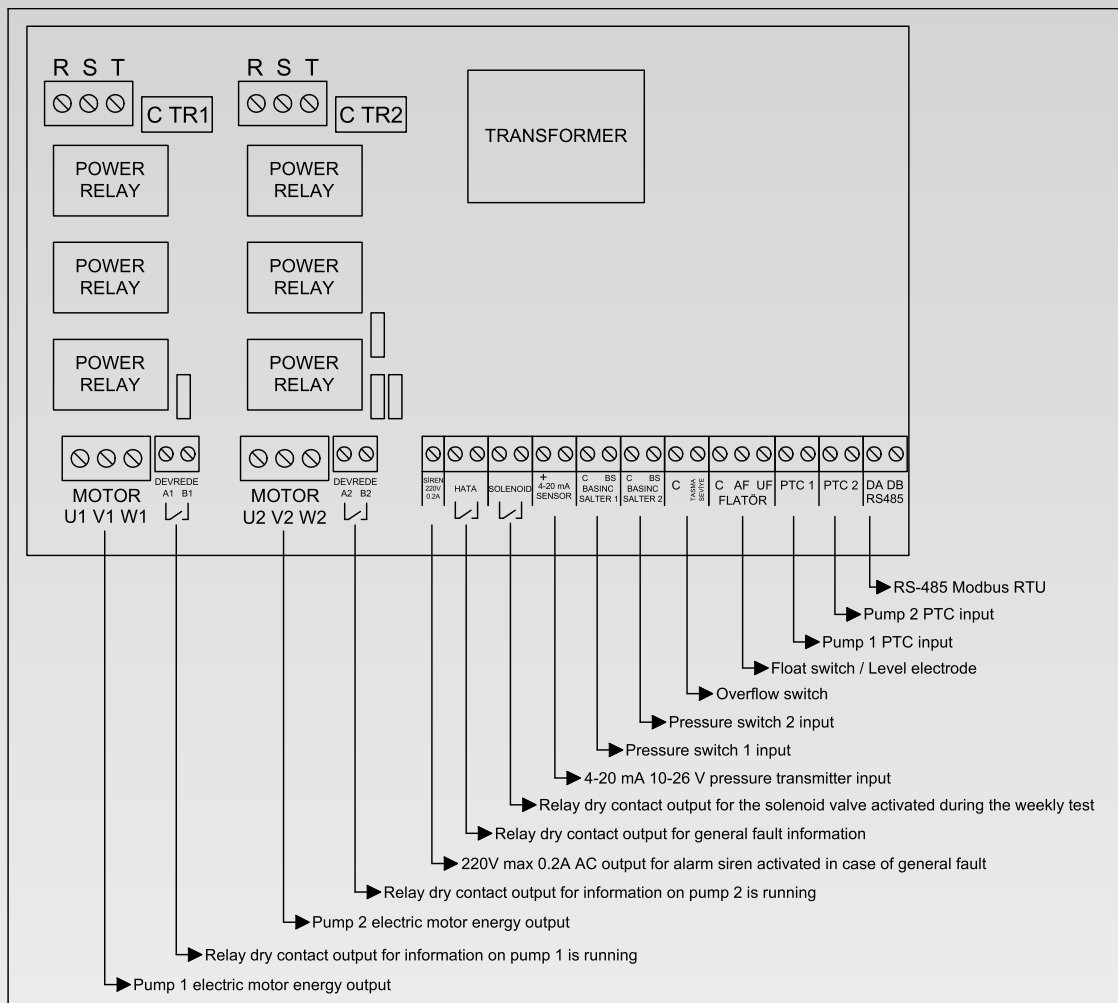 R S T
C TR1
R S T
C TR2
TRANSFORMER
POWER
RELAY
POWER
RELAY
POWER
RELAY
POWER
RELAY
POWER
RELAY
POWER
RELAY
MOTOR
U1 V1 W1
DEVREDE
A1 B1
MOTOR
U2 V2 W2
DEVREDE
A2 B2
SİREN
220V
0.2A
HATA
SOLENOID
+
4-20 mA
SENSOR
C BS
BASINC
SALTER 1
C BS
BASINC
SALTER 2
C
TASMA
SEVİYE
C AF UF
FLATÖR
PTC 1
PTC 2
DA DB
RS485
RS-485 Modbus RTU
Pump 2 PTC input
Pump 1 PTC input
Float switch / Level electrode
Overflow switch
Pressure switch 2 input
Pressure switch 1 input
4-20 mA 10-26 V pressure transmitter input
Relay dry contact output for the solenoid valve activated during the weekly test
Relay dry contact output for general fault information
220V max 0.2A AC output for alarm siren activated in case of general fault
Relay dry contact output for information on pump 2 is running
Pump 2 electric motor energy output
Relay dry contact output for information on pump 1 is running
Pump 1 electric motor energy output